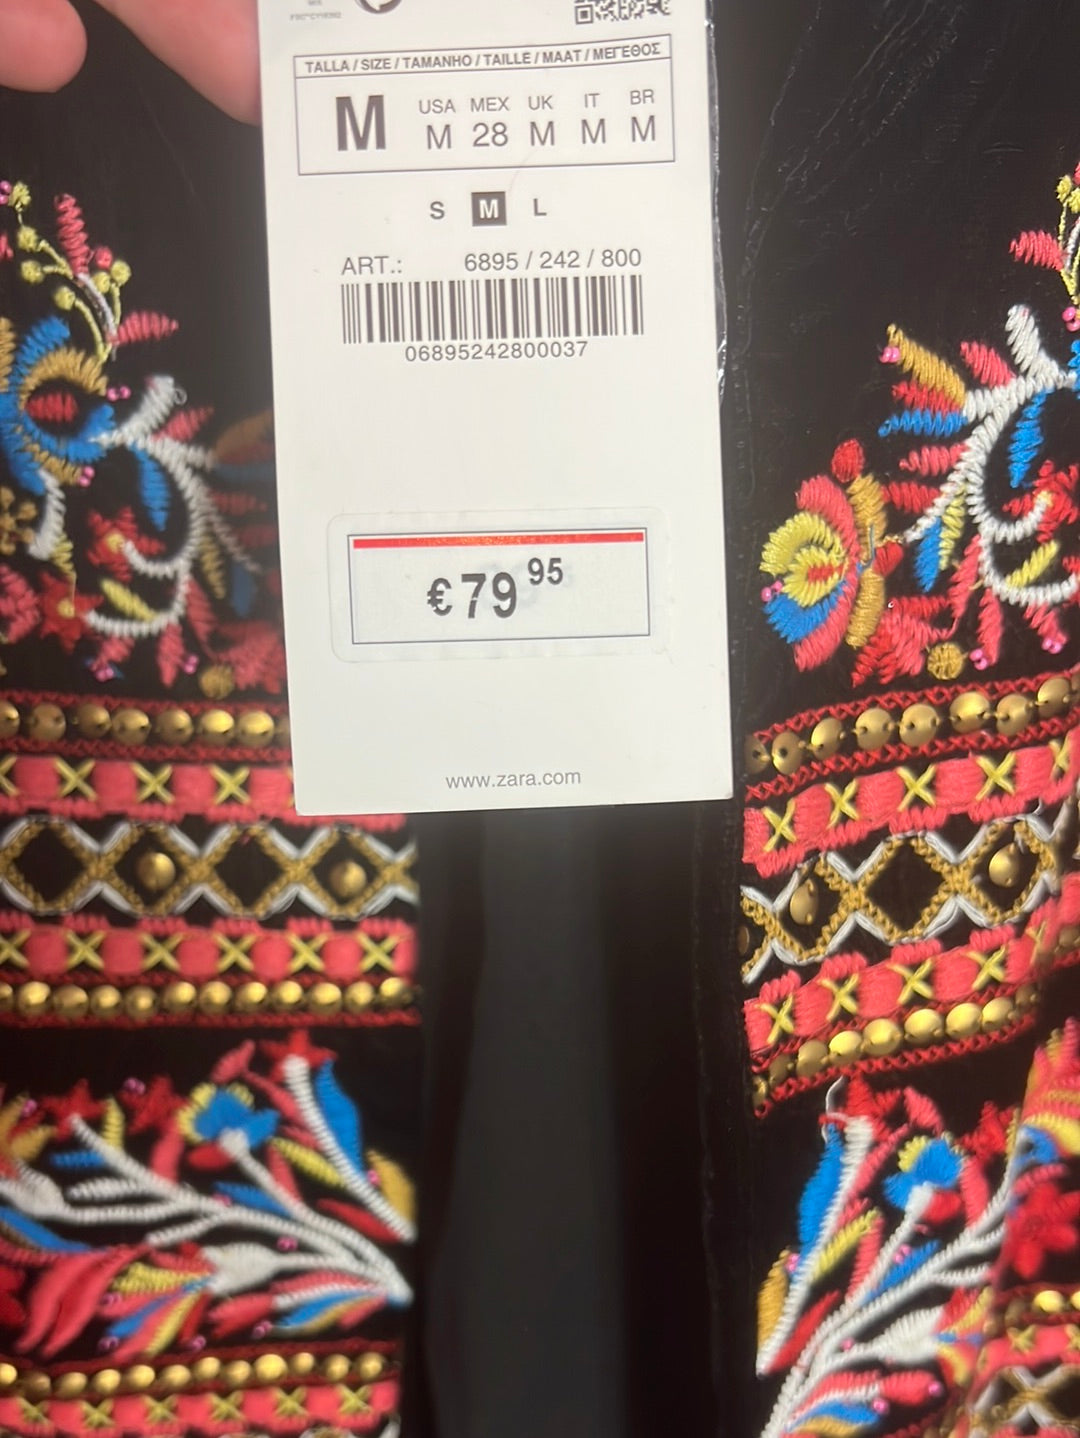 TALLA / SIZE / TAMANHO / TAILLE / MAAT / ΜΕΓΕΘΟΣ
M
USA MEX UK IT BR
M 28 M M M
S M L
ART.: 6895 / 242 / 800
06895242800037
€79 95
www.zara.com